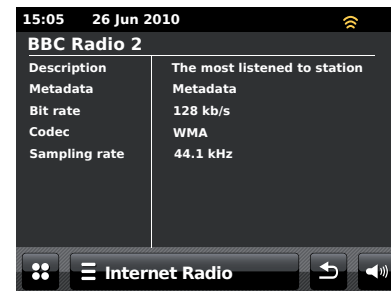 15:05 26 Jun 2010
BBC Radio 2
Description The most listened to station
Metadata Metadata
Bit rate 128 kb/s
Codec WMA
Sampling rate 44.1 kHz
Internet Radio